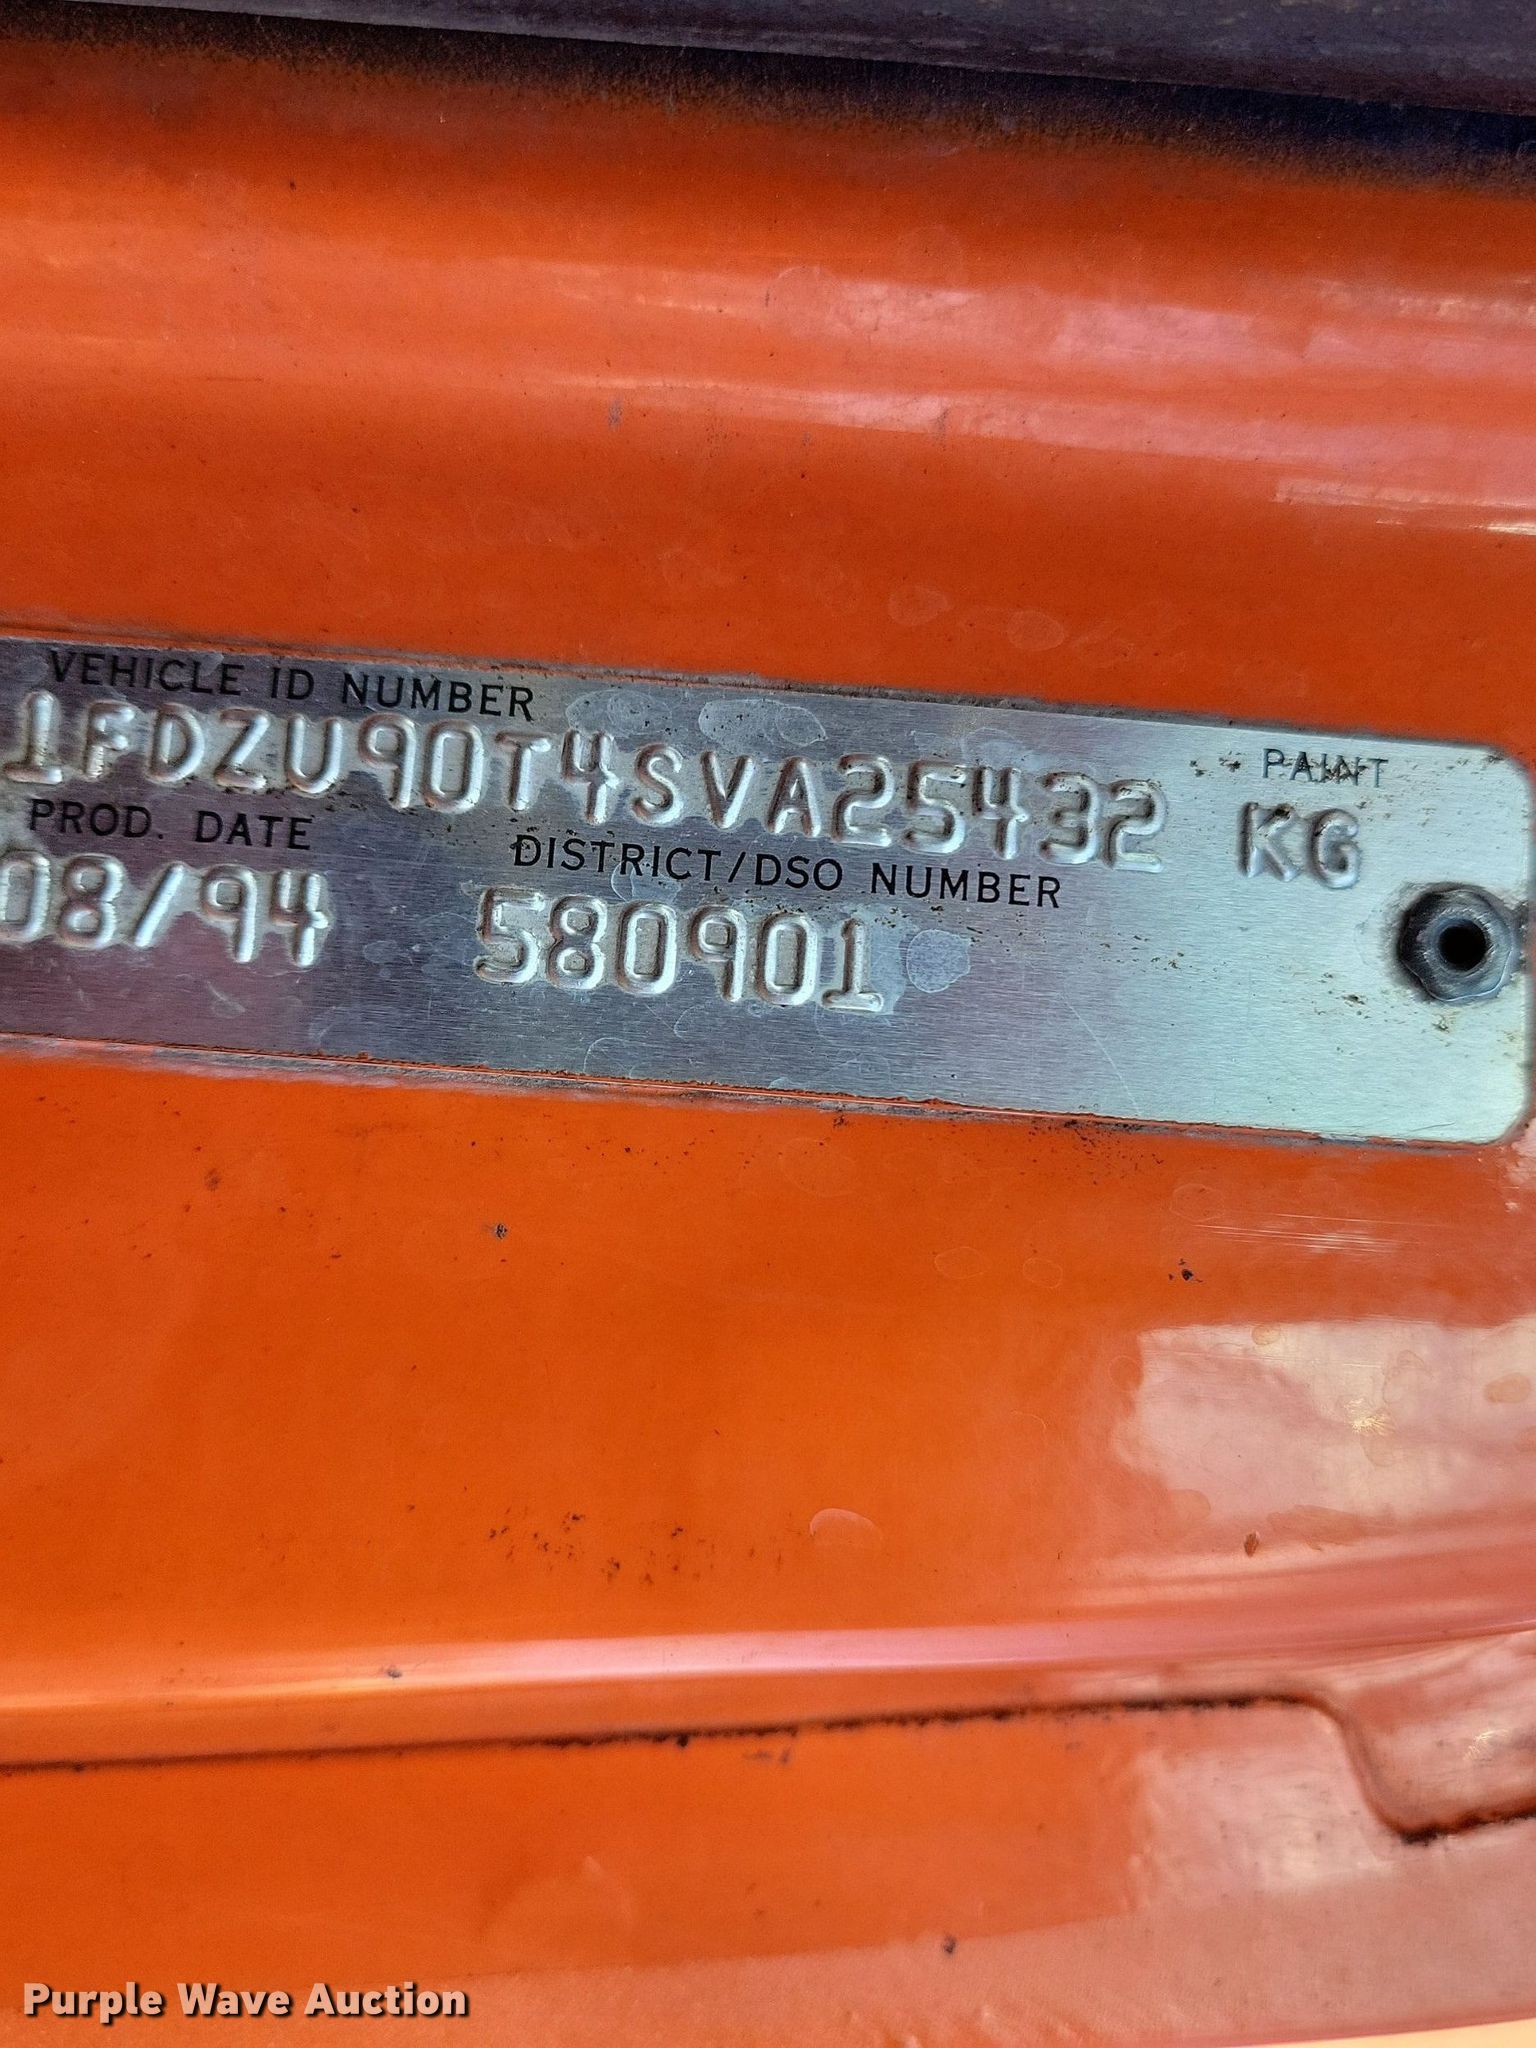 VEHICLE ID NUMBER
1FDZU90T4SVA25432
PAINT
KG
PROD. DATE
08/94
DISTRICT/DSO NUMBER
580901
Purple Wave Auction